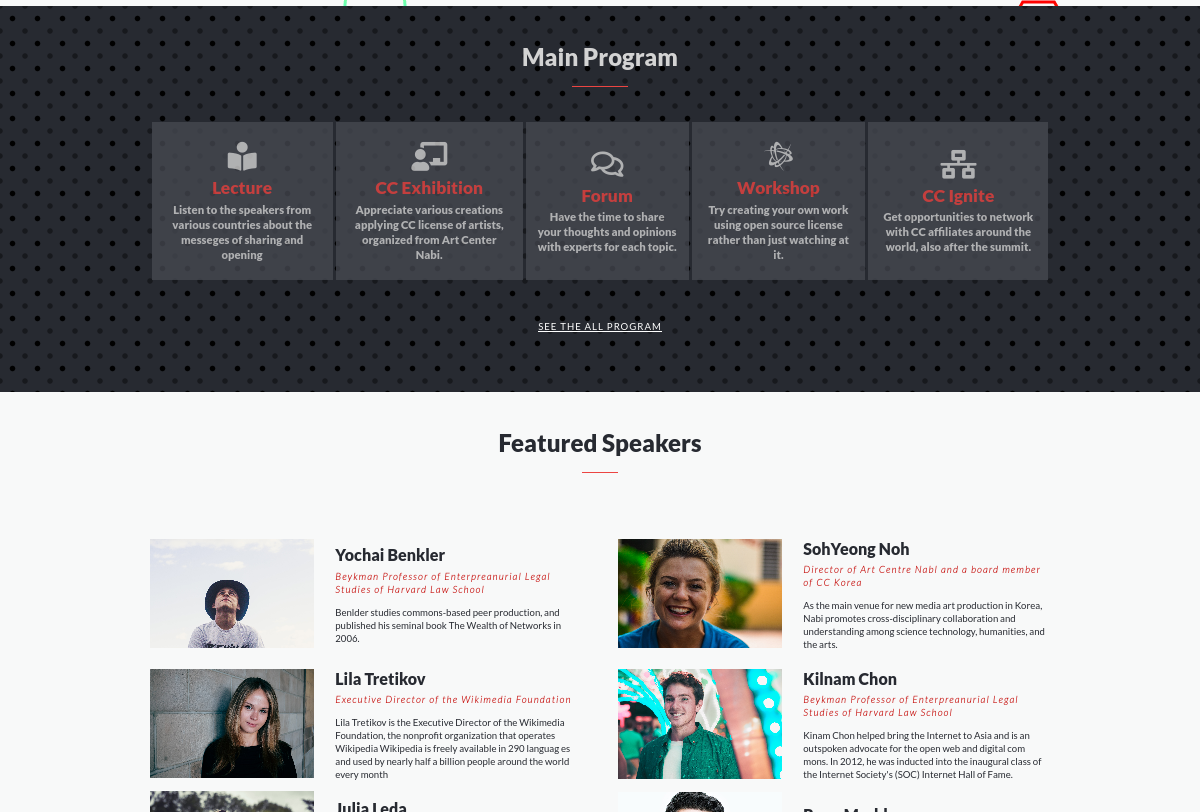 Main Program
Lecture
Listen to the speakers from
various countries about the
messeges of sharing and
opening
CC Exhibition
Appreciate various creations
applying CC license of artists,
organized from Art Center
Nabi.
Forum
Have the time to share
your thoughts and opinions
with experts for each topic.
Workshop
Try creating your own work
using open source license
rather than just watching at
it.
CC Ignite
Get opportunities to network
with CC affiliates around the
world, also after the summit.
SEE THE ALL PROGRAM
Featured Speakers
Yochai Benkler
Beykman Professor of Enterpreanurial Legal
Studies of Harvard Law School
Benlder studies commons-based peer production, and
published his seminal book The Wealth of Networks in
2006.
SohYeong Noh
Director of Art Centre Nabl and a board member
of CC Korea
As the main venue for new media art production in Korea,
Nabi promotes cross-disciplinary collaboration and
understanding among science technology, humanities, and
the arts.
Lila Tretikov
Executive Director of the Wikimedia Foundation
Lila Tretikov is the Executive Director of the Wikimedia
Foundation, the nonprofit organization that operates
Wikipedia Wikipedia is freely available in 290 languag es
and used by nearly half a billion people around the world
every month
Kilnam Chon
Beykman Professor of Enterpreanurial Legal
Studies of Harvard Law School
Kinam Chon helped bring the Internet to Asia and is an
outspoken advocate for the open web and digital com
mons. In 2012, he was inducted into the inaugural class of
the Internet Society's (SOC) Internet Hall of Fame.
Julia Leda